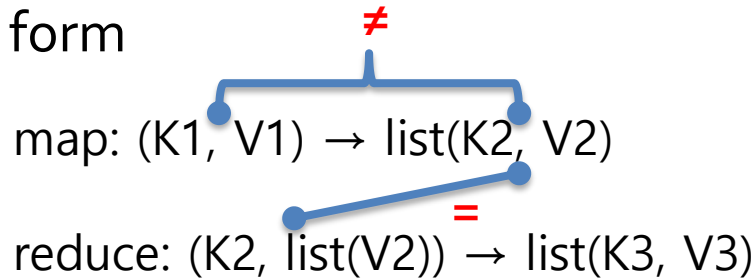 form
≠
map: (K1, V1) → list(K2, V2)
=
reduce: (K2, list(V2)) → list(K3, V3)